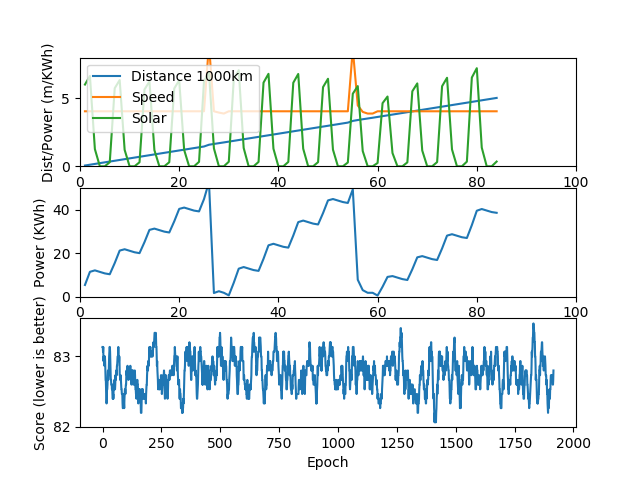 Dist/Power (m/KWh)
5
0
Distance 1000km
Speed
Solar
0 20 40 60 80 100
Power (KWh)
40
20
0
0 20 40 60 80 100
Score (lower is better)
83
82
0 250 500 750 1000 1250 1500 1750 2000
Epoch